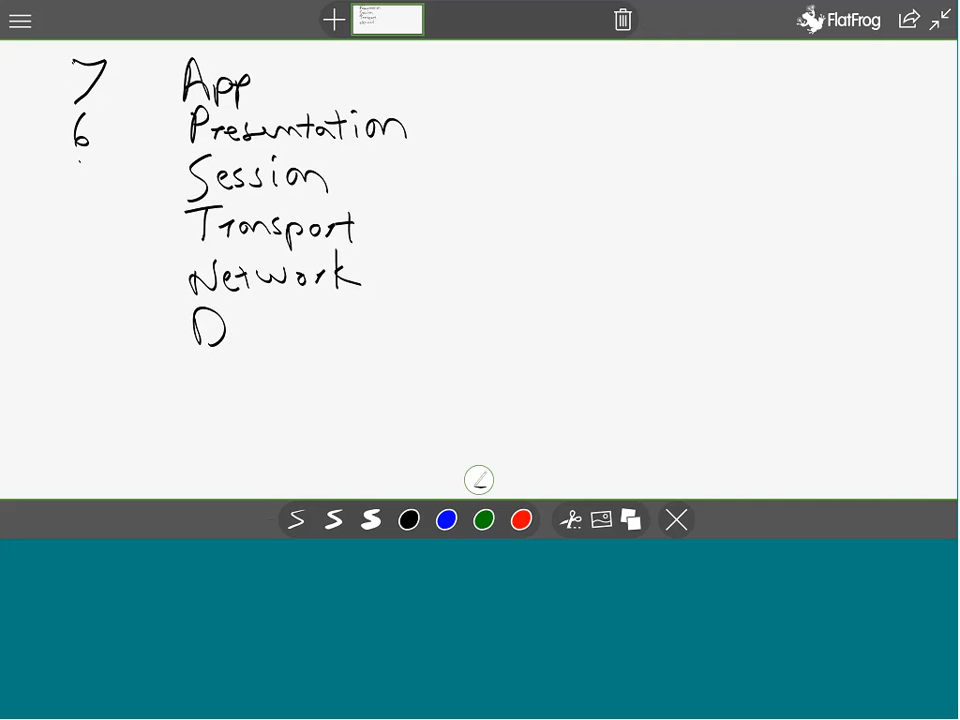 FlatFrog
7 App
6 Presentation
Session
Transport
Network
D